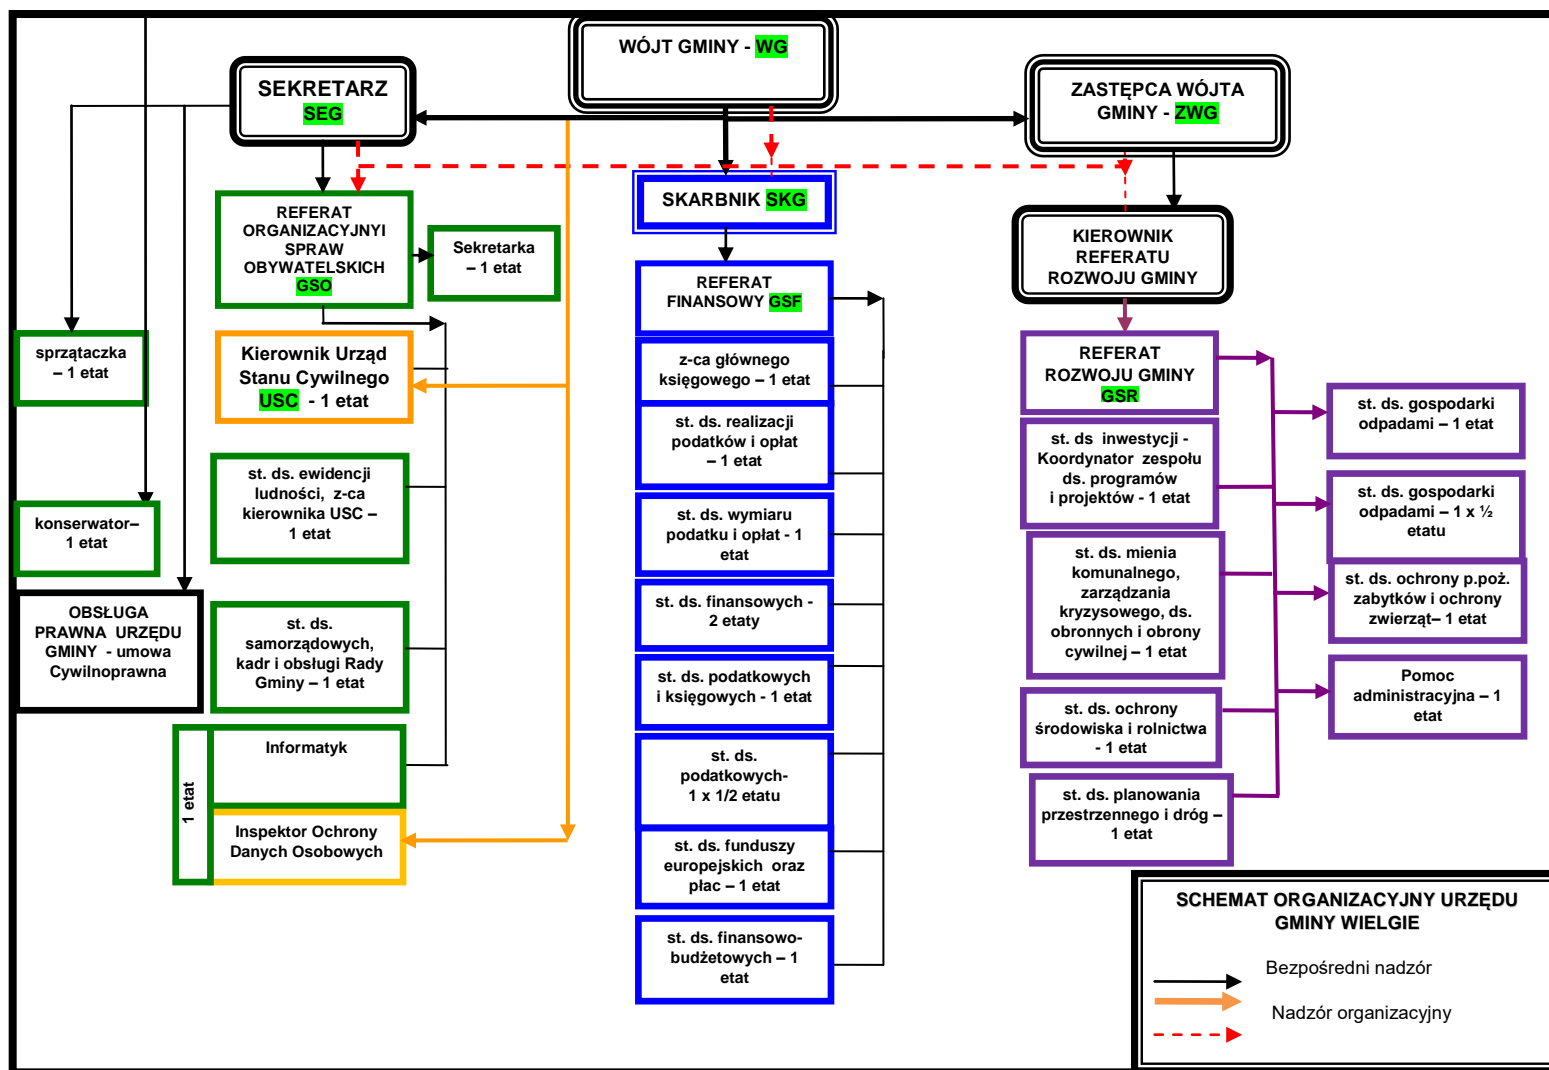 WÓJT GMINY - WG
SEKRETARZ
SEG
ZASTĘPCA WÓJTA
GMINY - ZWG
REFERAT
ORGANIZACYJNYI
SPRAW
OBYWATELSKICH
GSO
Sekretarka
– 1 etat
SKARBNIK SKG
KIEROWNIK
REFERATU
ROZWOJU GMINY
sprzątaczka
– 1 etat
Kierownik Urząd
Stanu Cywilnego
USC - 1 etat
st. ds. ewidencji
ludności, z-ca
kierownika USC –
1 etat
konserwator–
1 etat
OBSŁUGA
PRAWNA URZĘDU
GMINY - umowa
Cywilnoprawna
st. ds.
samorządowych,
kadr i obsługi Rady
Gminy – 1 etat
1 etat
Informatyk
Inspektor Ochrony
Danych Osobowych
REFERAT
FINANSOWY GSF
z-ca głównego
księgowego – 1 etat
st. ds. realizacji
podatków i opłat
– 1 etat
st. ds. wymiaru
podatku i opłat - 1
etat
st. ds. finansowych -
2 etaty
st. ds. podatkowych
i księgowych - 1 etat
st. ds.
podatkowych-
1 x 1/2 etatu
st. ds. funduszy
europejskich oraz
płac – 1 etat
st. ds. finansowo-
budżetowych – 1
etat
REFERAT
ROZWOJU GMINY
GSR
st. ds inwestycji -
Koordynator zespołu
ds. programów
i projektów - 1 etat
st. ds. mienia
komunalnego,
zarządzania
kryzysowego, ds.
obronnych i obrony
cywilnej – 1 etat
st. ds. ochrony
środowiska i rolnictwa
- 1 etat
st. ds. planowania
przestrzennego i dróg –
1 etat
st. ds. gospodarki
odpadami – 1 etat
st. ds. gospodarki
odpadami – 1 x ½
etatu
st. ds. ochrony p.poż.
zabytków i ochrony
zwierząt– 1 etat
Pomoc
administracyjna – 1
etat
SCHEMAT ORGANIZACYJNY URZĘDU
GMINY WIELGIE
Bezpośredni nadzór
Nadzór organizacyjny